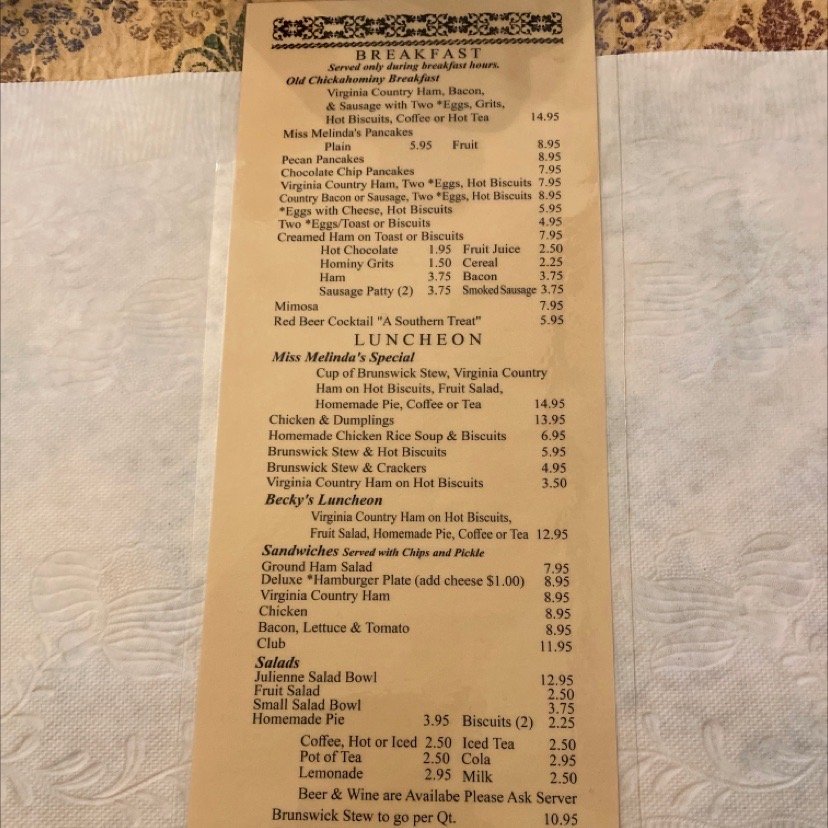 BREAKFAST
Served only during breakfast hours.
Old Chickahominy Breakfast
Virginia Country Ham, Bacon,
& Sausage with Two *Eggs, Grits,
Hot Biscuits, Coffee or Hot Tea 14.95
Miss Melinda's Pancakes
Plain 5.95 Fruit 8.95
Pecan Pancakes 8.95
Chocolate Chip Pancakes 7.95
Virginia Country Ham, Two *Eggs, Hot Biscuits 7.95
Country Bacon or Sausage, Two *Eggs, Hot Biscuits 8.95
*Eggs with Cheese, Hot Biscuits 5.95
Two *Eggs/Toast or Biscuits 4.95
Creamed Ham on Toast or Biscuits 7.95
Hot Chocolate 1.95 Fruit Juice 2.50
Hominy Grits 1.50 Cereal 2.25
Ham 3.75 Bacon 3.75
Sausage Patty (2) 3.75 Smoked Sausage 3.75
Mimosa 7.95
Red Beer Cocktail "A Southern Treat" 5.95
LUNCHEON
Miss Melinda's Special
Cup of Brunswick Stew, Virginia Country
Ham on Hot Biscuits, Fruit Salad,
Homemade Pie, Coffee or Tea 14.95
Chicken & Dumplings 13.95
Homemade Chicken Rice Soup & Biscuits 6.95
Brunswick Stew & Hot Biscuits 5.95
Brunswick Stew & Crackers 4.95
Virginia Country Ham on Hot Biscuits 3.50
Becky's Luncheon
Virginia Country Ham on Hot Biscuits,
Fruit Salad, Homemade Pie, Coffee or Tea 12.95
Sandwiches Served with Chips and Pickle
Ground Ham Salad 7.95
Deluxe *Hamburger Plate (add cheese $1.00) 8.95
Virginia Country Ham 8.95
Chicken 8.95
Bacon, Lettuce & Tomato 8.95
Club 11.95
Salads
Julienne Salad Bowl 12.95
Fruit Salad 2.50
Small Salad Bowl 3.75
Homemade Pie 3.95 Biscuits (2) 2.25
Coffee, Hot or Iced 2.50 Iced Tea 2.50
Pot of Tea 2.50 Cola 2.95
Lemonade 2.95 Milk 2.50
Beer & Wine are Availabe Please Ask Server
Brunswick Stew to go per Qt. 10.95